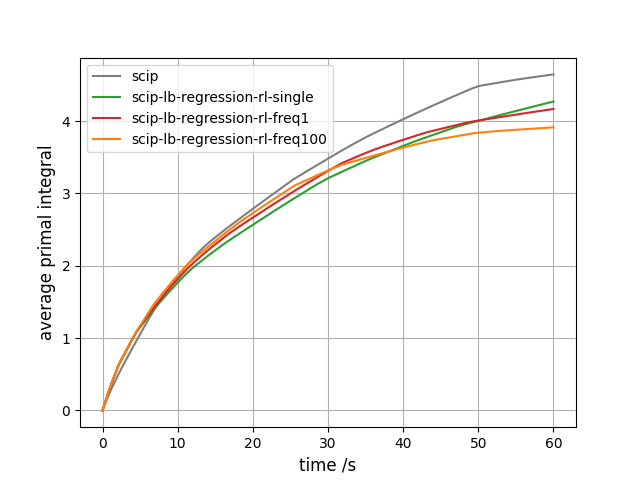 scip
scip-lb-regression-rl-single
scip-lb-regression-rl-freq1
scip-lb-regression-rl-freq100
average primal integral
4
3
2
1
0
0 10 20 30 40 50 60
time /s